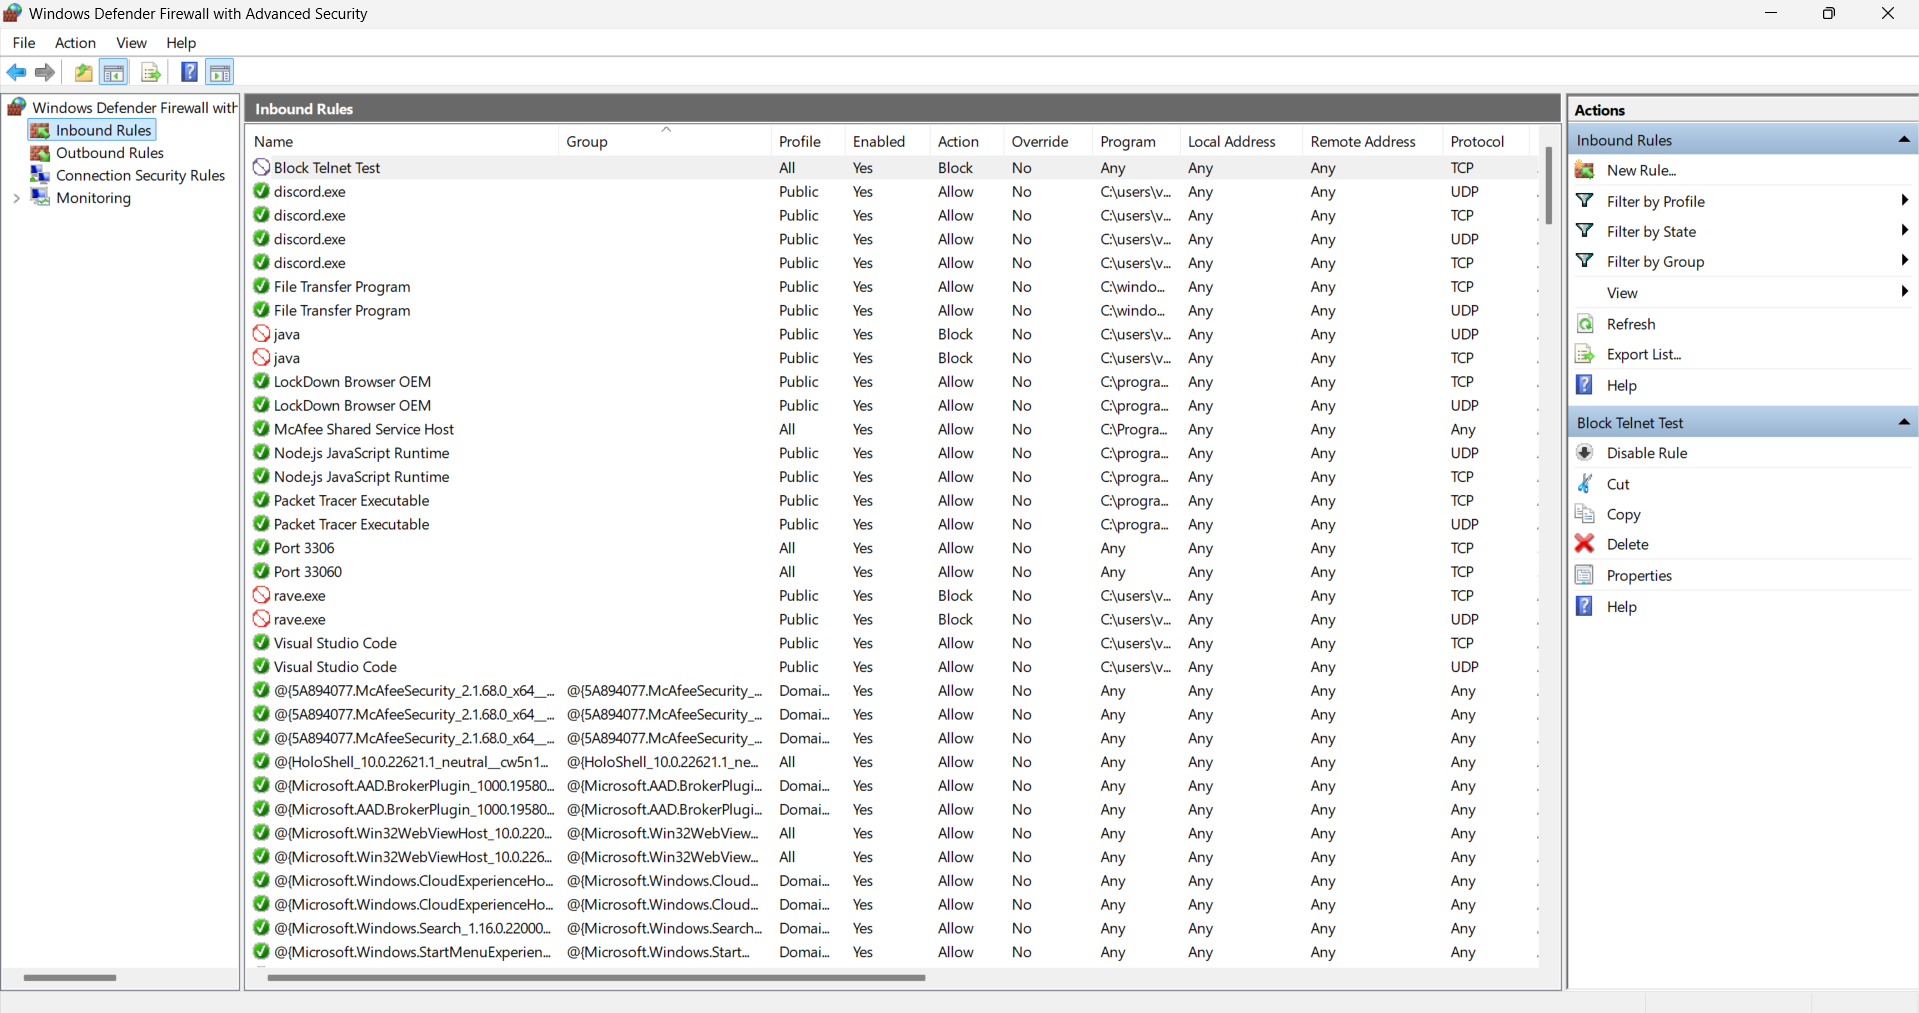 Windows Defender Firewall with Advanced Security
File Action View Help
Windows Defender Firewall with
Inbound Rules
Outbound Rules
Connection Security Rules
Monitoring
Inbound Rules
Name Group Profile Enabled Action Override Program Local Address Remote Address Protocol
Block Telnet Test All Yes Block No Any Any Any TCP
discord.exe Public Yes Allow No C:\users\v... Any Any UDP
discord.exe Public Yes Allow No C:\users\v... Any Any TCP
discord.exe Public Yes Allow No C:\users\v... Any Any UDP
discord.exe Public Yes Allow No C:\users\v... Any Any TCP
File Transfer Program Public Yes Allow No C:\windo... Any Any TCP
File Transfer Program Public Yes Allow No C:\windo... Any Any UDP
java Public Yes Block No C:\users\v... Any Any UDP
java Public Yes Block No C:\users\v... Any Any TCP
LockDown Browser OEM Public Yes Allow No C:\progra... Any Any TCP
LockDown Browser OEM Public Yes Allow No C:\progra... Any Any UDP
McAfee Shared Service Host All Yes Allow No C:\Progra... Any Any Any
Node.js JavaScript Runtime Public Yes Allow No C:\progra... Any Any UDP
Node.js JavaScript Runtime Public Yes Allow No C:\progra... Any Any TCP
Packet Tracer Executable Public Yes Allow No C:\progra... Any Any TCP
Packet Tracer Executable Public Yes Allow No C:\progra... Any Any UDP
Port 3306 All Yes Allow No Any Any Any TCP
Port 33060 All Yes Allow No Any Any Any TCP
rave.exe Public Yes Block No C:\users\v... Any Any TCP
rave.exe Public Yes Block No C:\users\v... Any Any UDP
Visual Studio Code Public Yes Allow No C:\users\v... Any Any TCP
Visual Studio Code Public Yes Allow No C:\users\v... Any Any UDP
@{5A894077.McAfeeSecurity_2.1.68.0_x64__... @{5A894077.McAfeeSecurity_... Domai... Yes Allow No Any Any Any Any
@{5A894077.McAfeeSecurity_2.1.68.0_x64__... @{5A894077.McAfeeSecurity_... Domai... Yes Allow No Any Any Any Any
@{5A894077.McAfeeSecurity_2.1.68.0_x64__... @{5A894077.McAfeeSecurity_... Domai... Yes Allow No Any Any Any Any
@{HoloShell_10.0.22621.1_neutral__cw5n1... @{HoloShell_10.0.22621.1_ne... All Yes Allow No Any Any Any Any
@{Microsoft.AAD.BrokerPlugin_1000.19580... @{Microsoft.AAD.BrokerPlugi... Domai... Yes Allow No Any Any Any Any
@{Microsoft.AAD.BrokerPlugin_1000.19580... @{Microsoft.AAD.BrokerPlugi... Domai... Yes Allow No Any Any Any Any
@{Microsoft.Win32WebViewHost_10.0.220... @{Microsoft.Win32WebView... All Yes Allow No Any Any Any Any
@{Microsoft.Win32WebViewHost_10.0.226... @{Microsoft.Win32WebView... All Yes Allow No Any Any Any Any
@{Microsoft.Windows.CloudExperienceHo... @{Microsoft.Windows.Cloud... Domai... Yes Allow No Any Any Any Any
@{Microsoft.Windows.CloudExperienceHo... @{Microsoft.Windows.Cloud... Domai... Yes Allow No Any Any Any Any
@{Microsoft.Windows.Search_1.16.0.22000... @{Microsoft.Windows.Search... Domai... Yes Allow No Any Any Any Any
@{Microsoft.Windows.StartMenuExperien... @{Microsoft.Windows.Start... Domai... Yes Allow No Any Any Any Any
Actions
Inbound Rules
New Rule...
Filter by Profile
Filter by State
Filter by Group
View
Refresh
Export List...
Help
Block Telnet Test
Disable Rule
Cut
Copy
Delete
Properties
Help